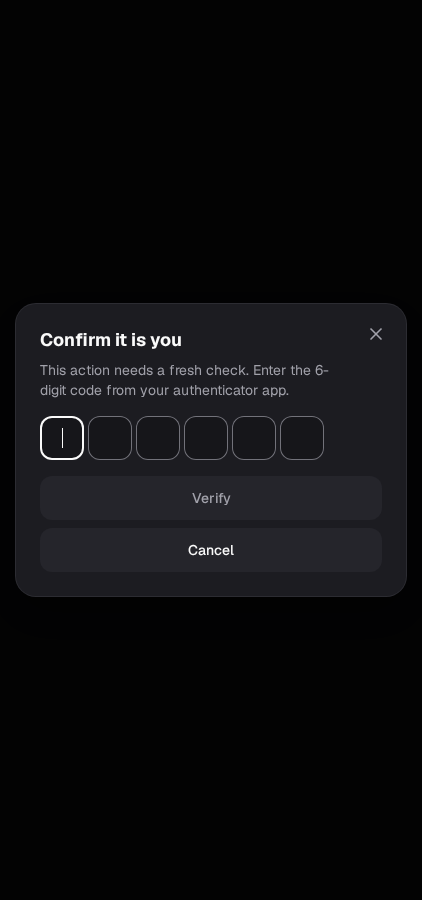 Confirm it is you
This action needs a fresh check. Enter the 6-
digit code from your authenticator app.
Verify
Cancel